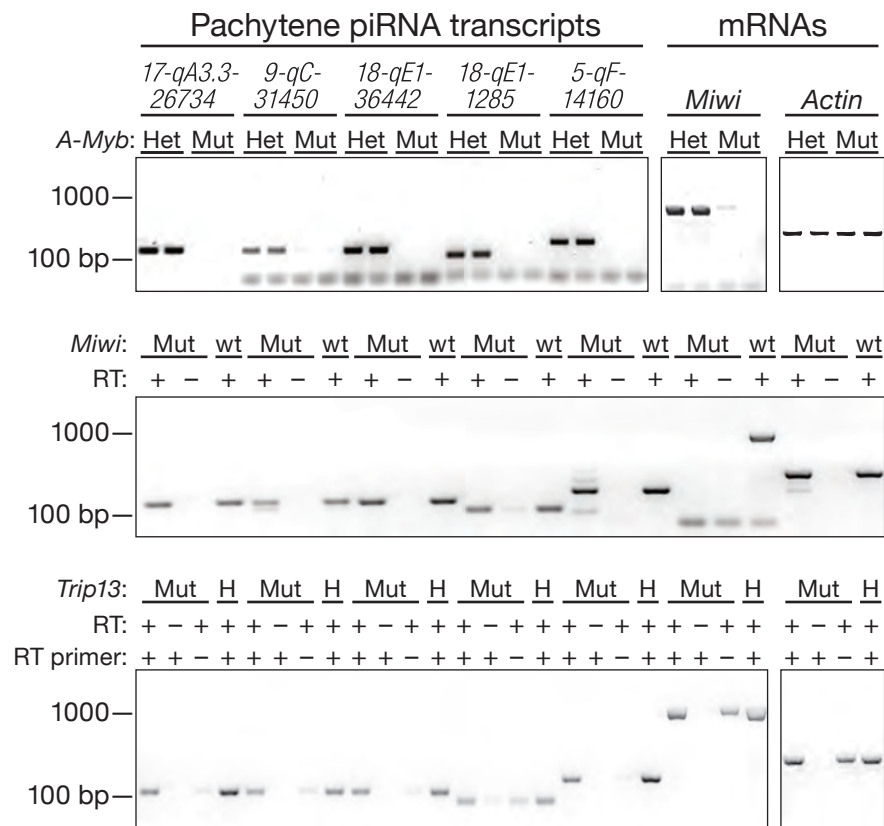 Pachytene piRNA transcripts mRNAs
17-qA3.3- 9-qC- 18-qE1- 18-qE1- 5-qF-
26734 31450 36442 1285 14160 Miwi Actin
A-Myb: Het Mut Het Mut Het Mut Het Mut Het Mut Het Mut Het Mut
1000
100 bp
Miwi: Mut wt Mut wt Mut wt Mut wt Mut wt Mut wt Mut wt
RT: + − + + − + + − + + − + + − + + − + + − +
1000
100 bp
Trip13: Mut H Mut H Mut H Mut H Mut H Mut H Mut H
RT: + − + + + − + + + − + + + − + + + − + + + − + + + − + +
RT primer: + + − + + + − + + + − + + + − + + + − + + + − + + + − +
1000
100 bp